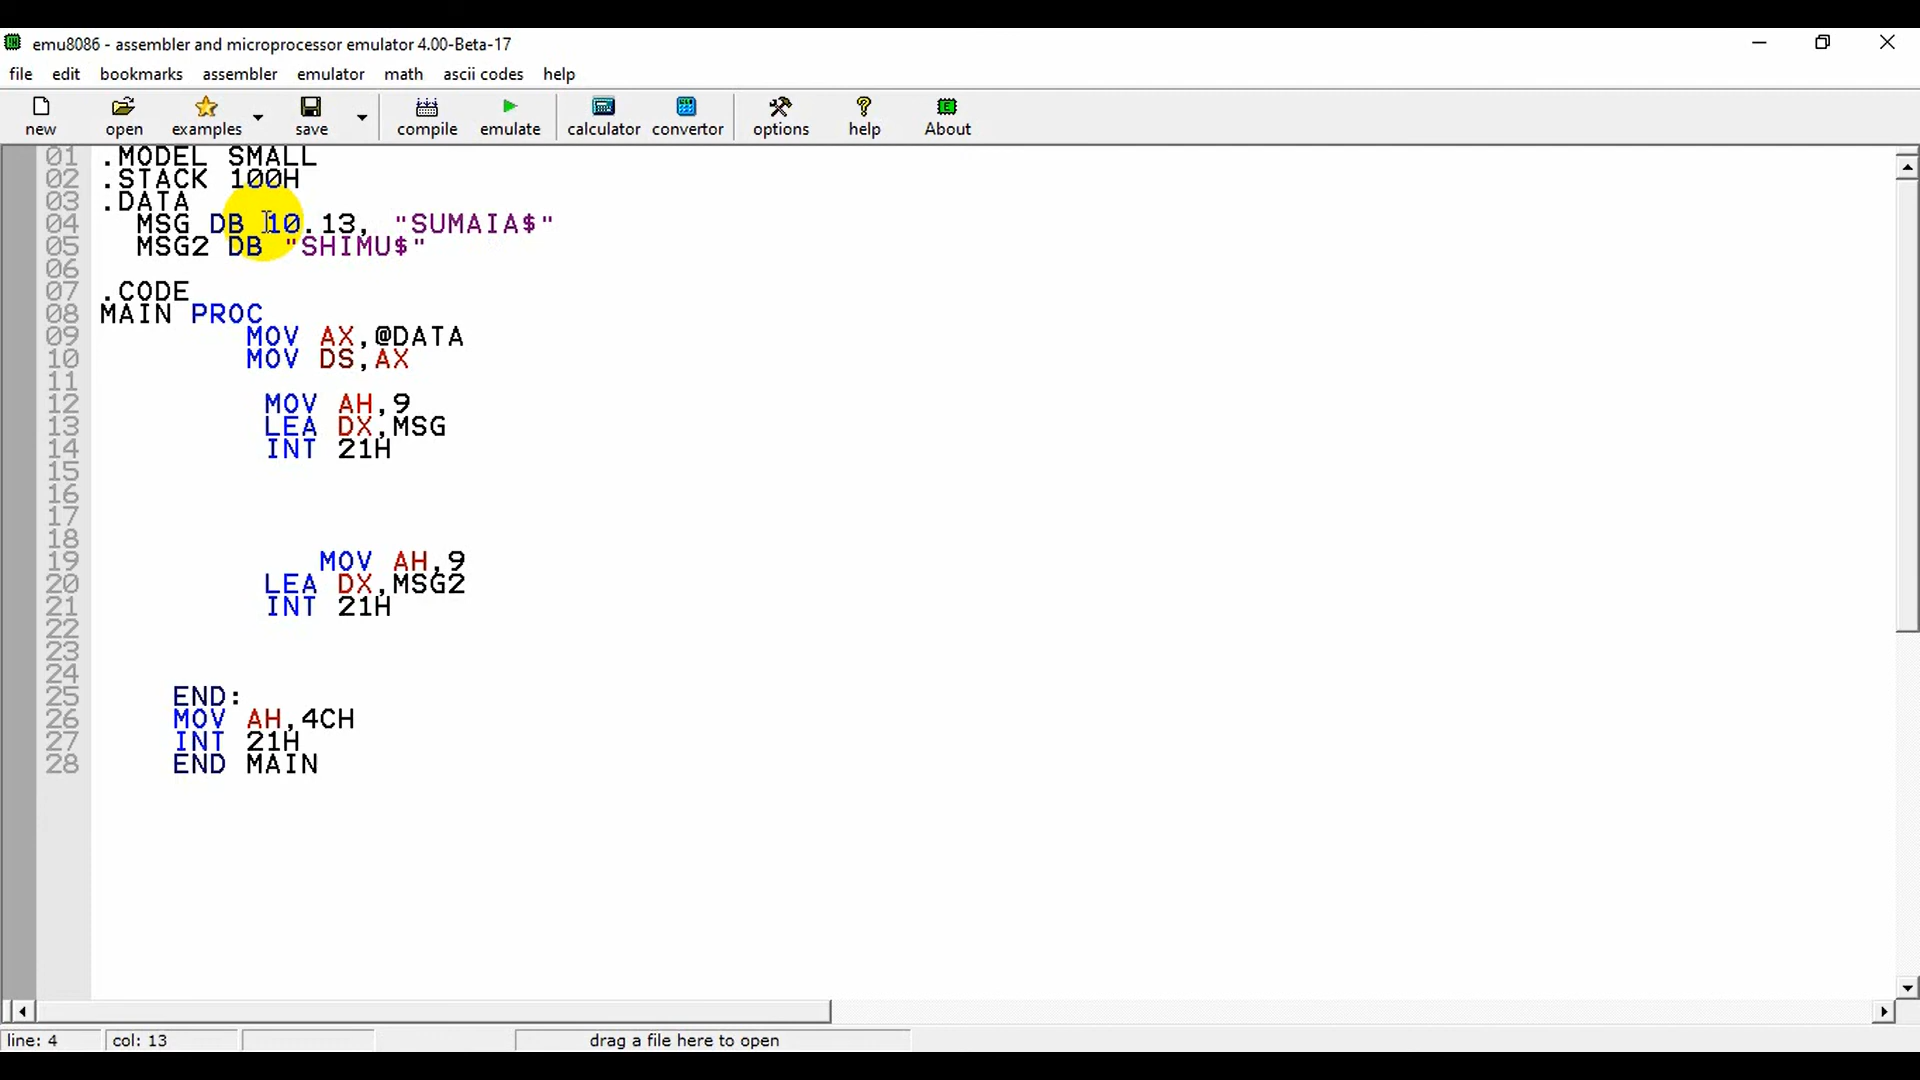 emu8086 - assembler and microprocessor emulator 4.00-Beta-17
file edit bookmarks assembler emulator math ascii codes help
new open examples save compile emulate calculator convertor options help About
01 .MODEL SMALL
02 .STACK 100H
03 .DATA
04 MSG DB 10.13, "SUMAIA$"
05 MSG2 DB "SHIMU$"
06
07 .CODE
08 MAIN PROC
09 MOV AX,@DATA
10 MOV DS,AX
11
12 MOV AH,9
13 LEA DX,MSG
14 INT 21H
15
16
17
18
19 MOV AH,9
20 LEA DX,MSG2
21 INT 21H
22
23
24
25 END:
26 MOV AH,4CH
27 INT 21H
28 END MAIN
line: 4 col: 13 drag a file here to open